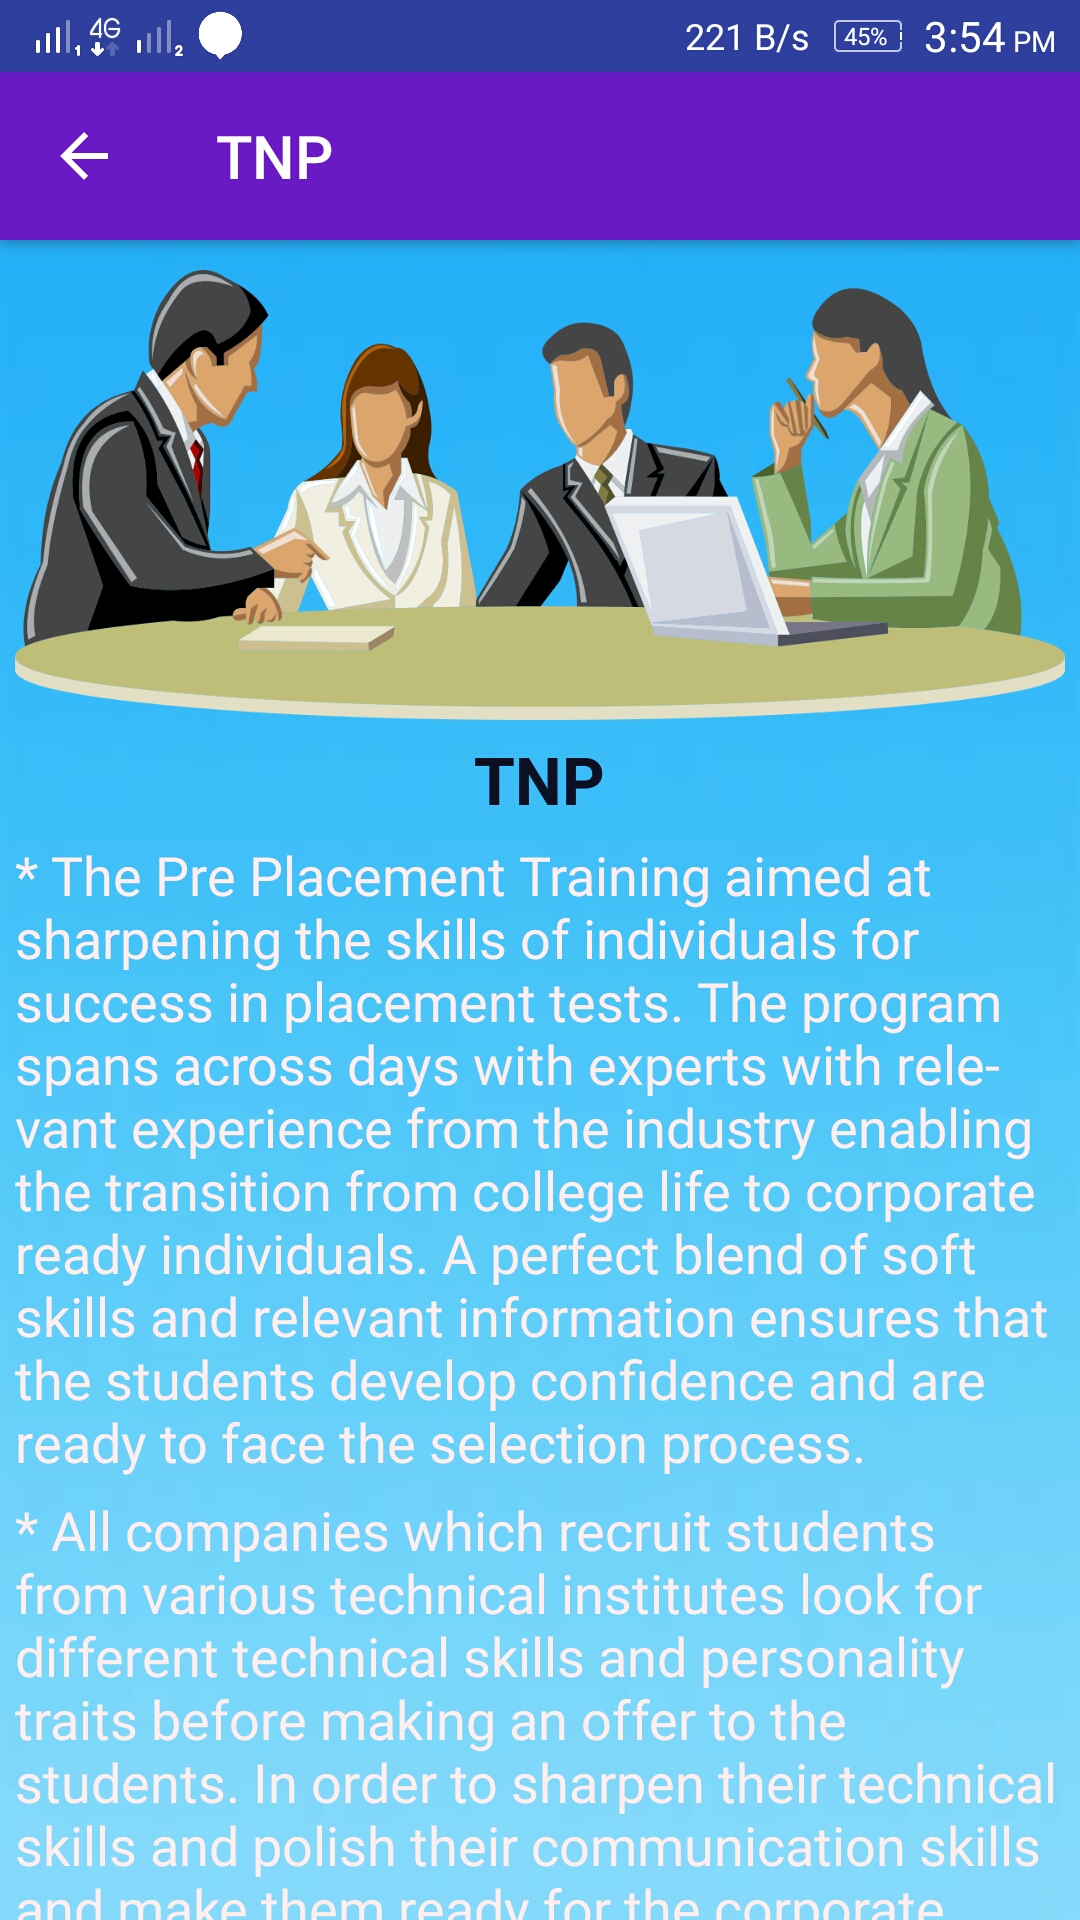 1 4G 2 221 B/s 45% 3:54 PM
TNP
TNP
* The Pre Placement Training aimed at
sharpening the skills of individuals for
success in placement tests. The program
spans across days with experts with rele-
vant experience from the industry enabling
the transition from college life to corporate
ready individuals. A perfect blend of soft
skills and relevant information ensures that
the students develop confidence and are
ready to face the selection process.
* All companies which recruit students
from various technical institutes look for
different technical skills and personality
traits before making an offer to the
students. In order to sharpen their technical
skills and polish their communication skills
and make them ready for the corporate